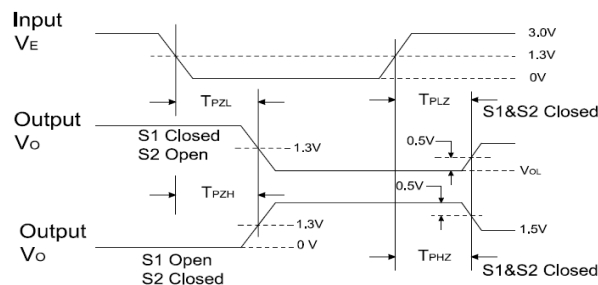 Input
VE
3.0V
1.3V
0V
TPZL
TPLZ
S1&S2 Closed
Output
VO
S1 Closed
S2 Open
1.3V
0.5V
VOL
TPZH
0.5V
Output
VO
1.3V
0 V
1.5V
S1 Open
S2 Closed
TPHZ
S1&S2 Closed